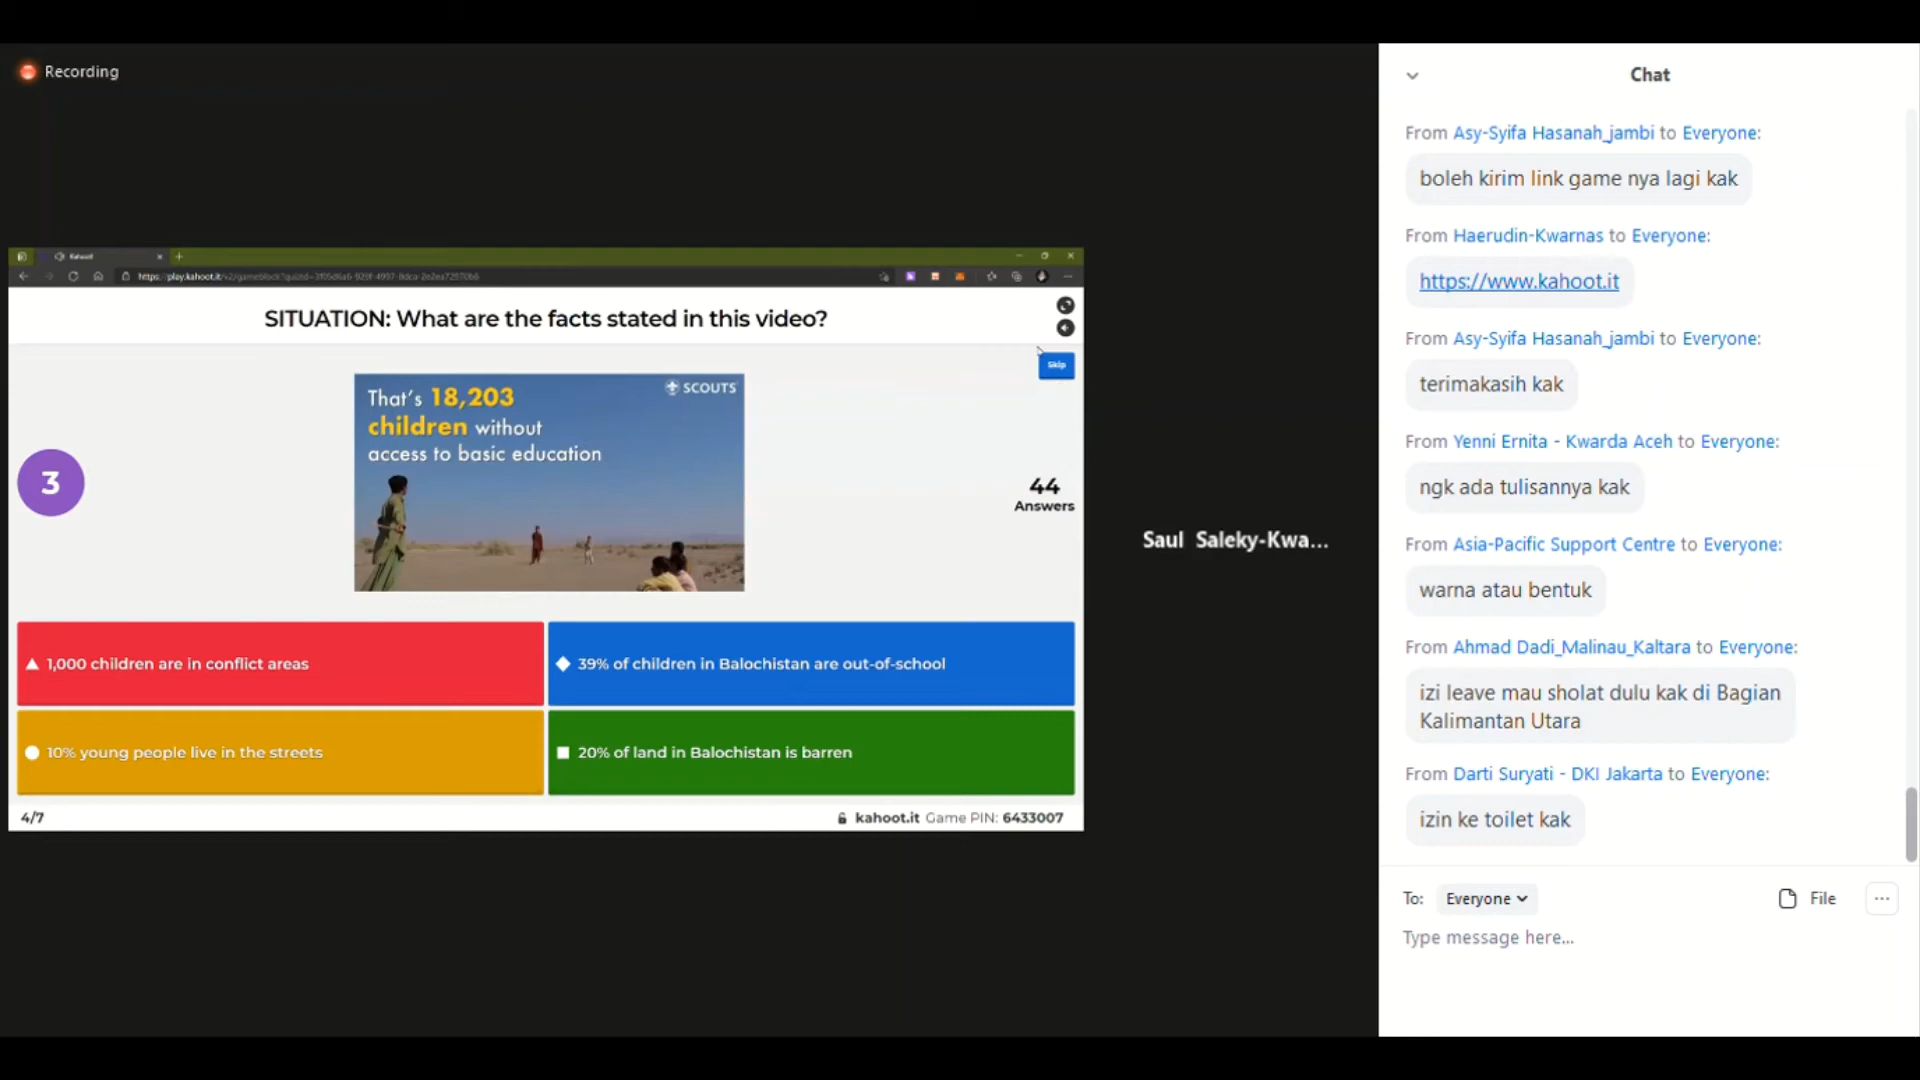 Recording
Kahoot!
SITUATION: What are the facts stated in this video?
Skip
That's 18,203
children without
access to basic education
SCOUTS
3
44
Answers
1,000 children are in conflict areas
39% of children in Balochistan are out-of-school
10% young people live in the streets
20% of land in Balochistan is barren
4/7
kahoot.it Game PIN: 6433007
Saul Saleky-Kwa...
Chat
From Asy-Syifa Hasanah_jambi to Everyone:
boleh kirim link game nya lagi kak
From Haerudin-Kwarnas to Everyone:
https://www.kahoot.it
From Asy-Syifa Hasanah_jambi to Everyone:
terimakasih kak
From Yenni Ernita - Kwarda Aceh to Everyone:
ngk ada tulisannya kak
From Asia-Pacific Support Centre to Everyone:
warna atau bentuk
From Ahmad Dadi_Malinau_Kaltara to Everyone:
izi leave mau sholat dulu kak di Bagian
Kalimantan Utara
From Darti Suryati - DKI Jakarta to Everyone:
izin ke toilet kak
To: Everyone
File
Type message here...